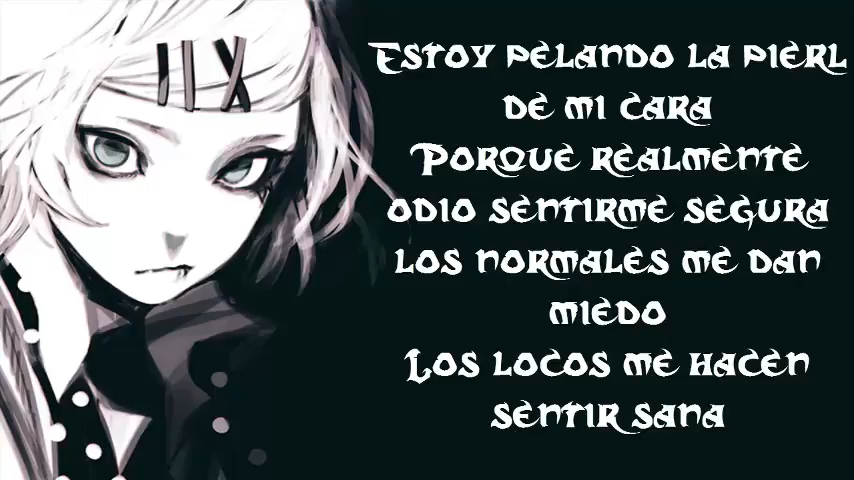 Estoy pelando la pierl
de mi cara
Porque realmente
odio sentirme segura
los normales me dan
miedo
Los locos me hacen
sentir sana